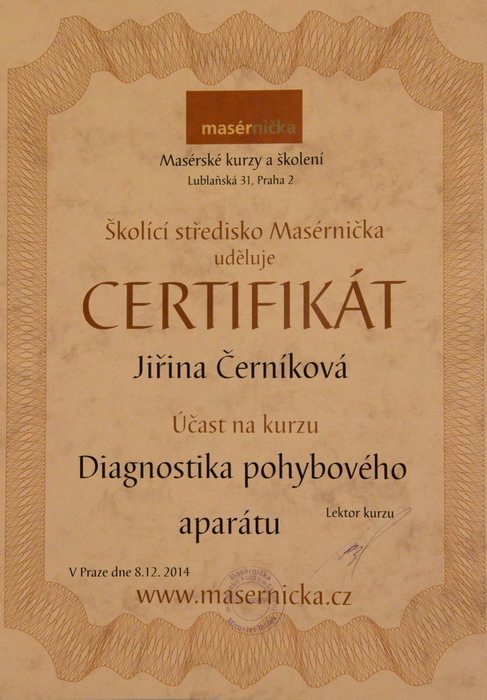 masérnička
Masérské kurzy a školení
Lublaňská 31, Praha 2
Školící středisko Masérnička
uděluje
CERTIFIKÁT
Jiřina Černíková
Účast na kurzu
Diagnostika pohybového
aparátu
Lektor kurzu
V Praze dne 8.12. 2014
www.masernicka.cz
Masérnička